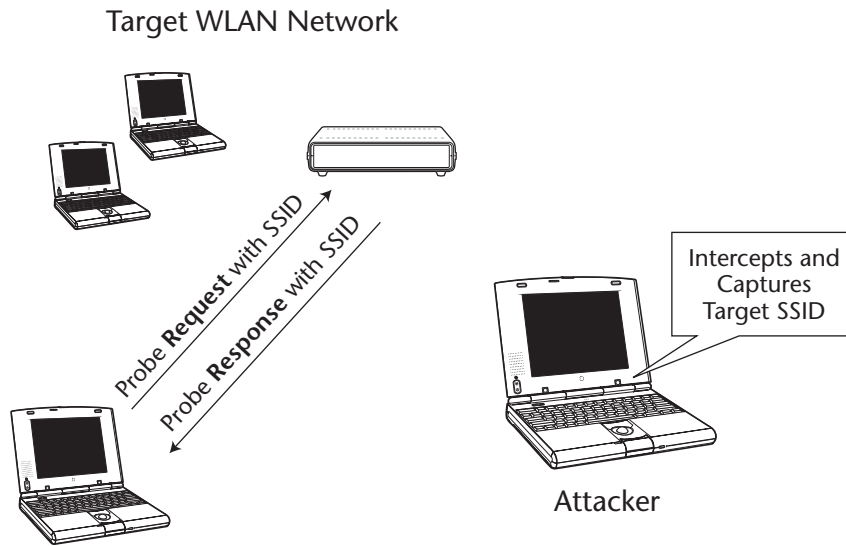 Target WLAN Network
Probe Request with SSID
Probe Response with SSID
Intercepts and
Captures
Target SSID
Attacker